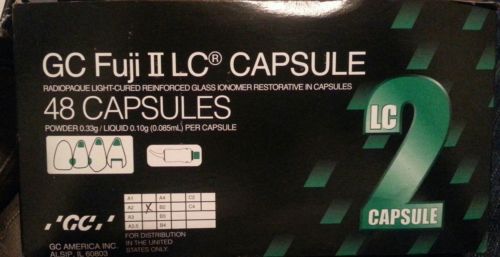 GC Fuji II LC® CAPSULE
RADIOPAQUE LIGHT-CURED REINFORCED GLASS IONOMER RESTORATIVE IN CAPSULES
48 CAPSULES
POWDER 0.33g / LIQUID 0.10g (0.085mL) PER CAPSULE
LC
2
CAPSULE
A1 A4 C2
A2 X B2 C4
A3 B3
A3.5 B4
FOR DISTRIBUTION
IN THE UNITED
STATES ONLY.
'GC.'
GC AMERICA INC.
ALSIP, IL 60803